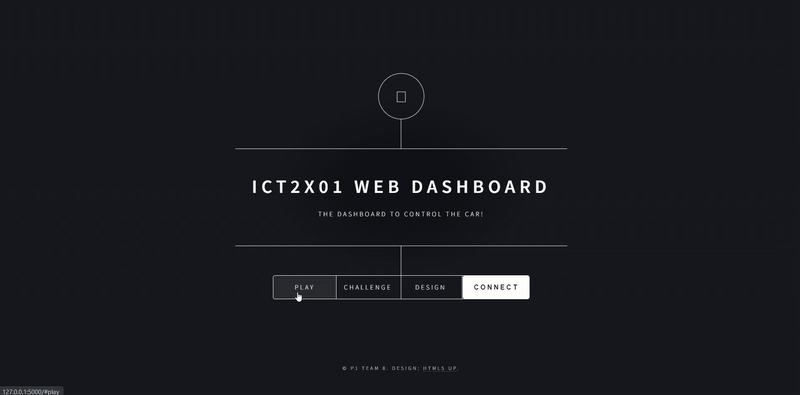 ICT2X01 WEB DASHBOARD
THE DASHBOARD TO CONTROL THE CAR!
PLAY CHALLENGE DESIGN CONNECT
© P1 TEAM 8. DESIGN: HTML5 UP.
127.0.0.1:5000/#play